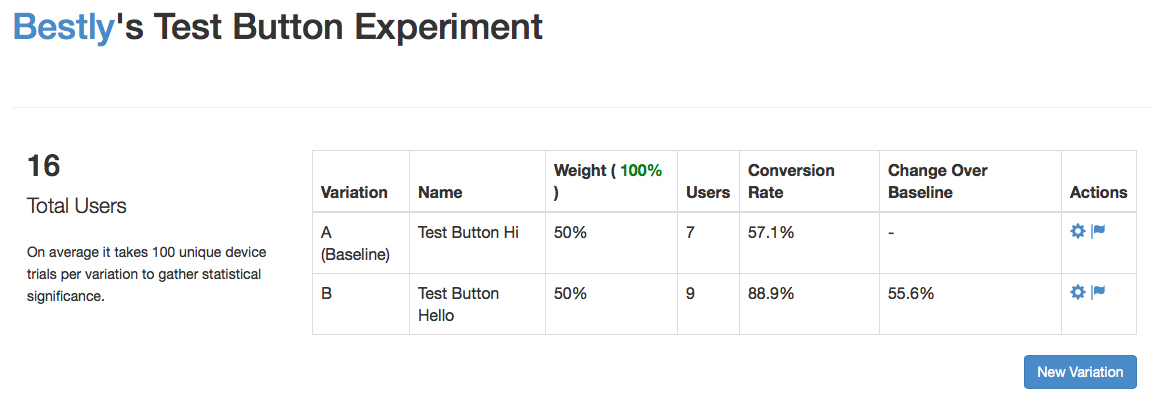 Bestly's Test Button Experiment
16
Total Users
On average it takes 100 unique device
trials per variation to gather statistical
significance.
Variation Name Weight ( 100% ) Users Conversion Rate Change Over Baseline Actions
A (Baseline) Test Button Hi 50% 7 57.1% -
B Test Button Hello 50% 9 88.9% 55.6%
New Variation